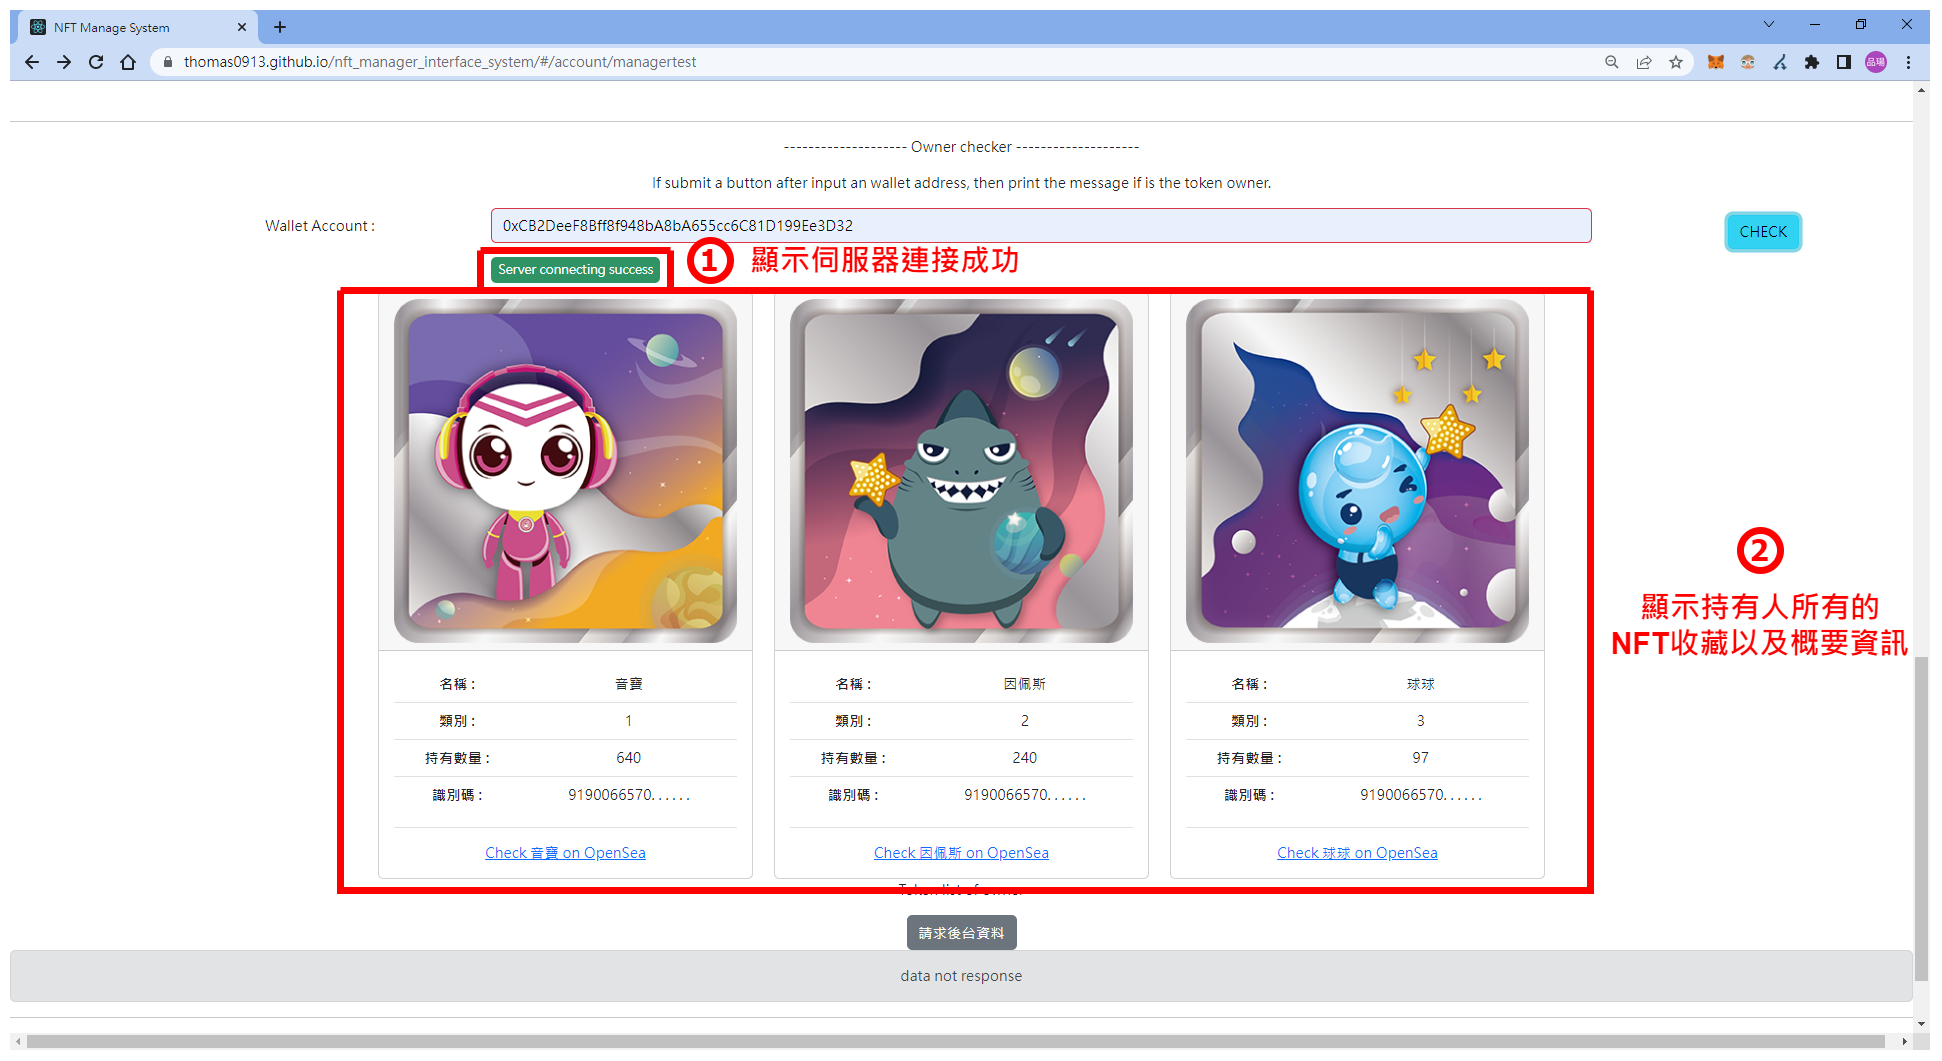 NFT Manage System
thomas0913.github.io/nft_manager_interface_system/#/account/managertest
品瑒
-------------------- Owner checker --------------------
If submit a button after input an wallet address, then print the message if is the token owner.
Wallet Account :
0xCB2DeeF8Bff8f948bA8bA655cc6C81D199Ee3D32
CHECK
Server connecting success
1 顯示伺服器連接成功
名稱 : 音寶
類別 : 1
持有數量 : 640
識別碼 : 9190066570......
Check 音寶 on OpenSea
名稱 : 因佩斯
類別 : 2
持有數量 : 240
識別碼 : 9190066570......
Check 因佩斯 on OpenSea
名稱 : 球球
類別 : 3
持有數量 : 97
識別碼 : 9190066570......
Check 球球 on OpenSea
2
顯示持有人所有的
NFT收藏以及概要資訊
Token list of owner
請求後台資料
data not response